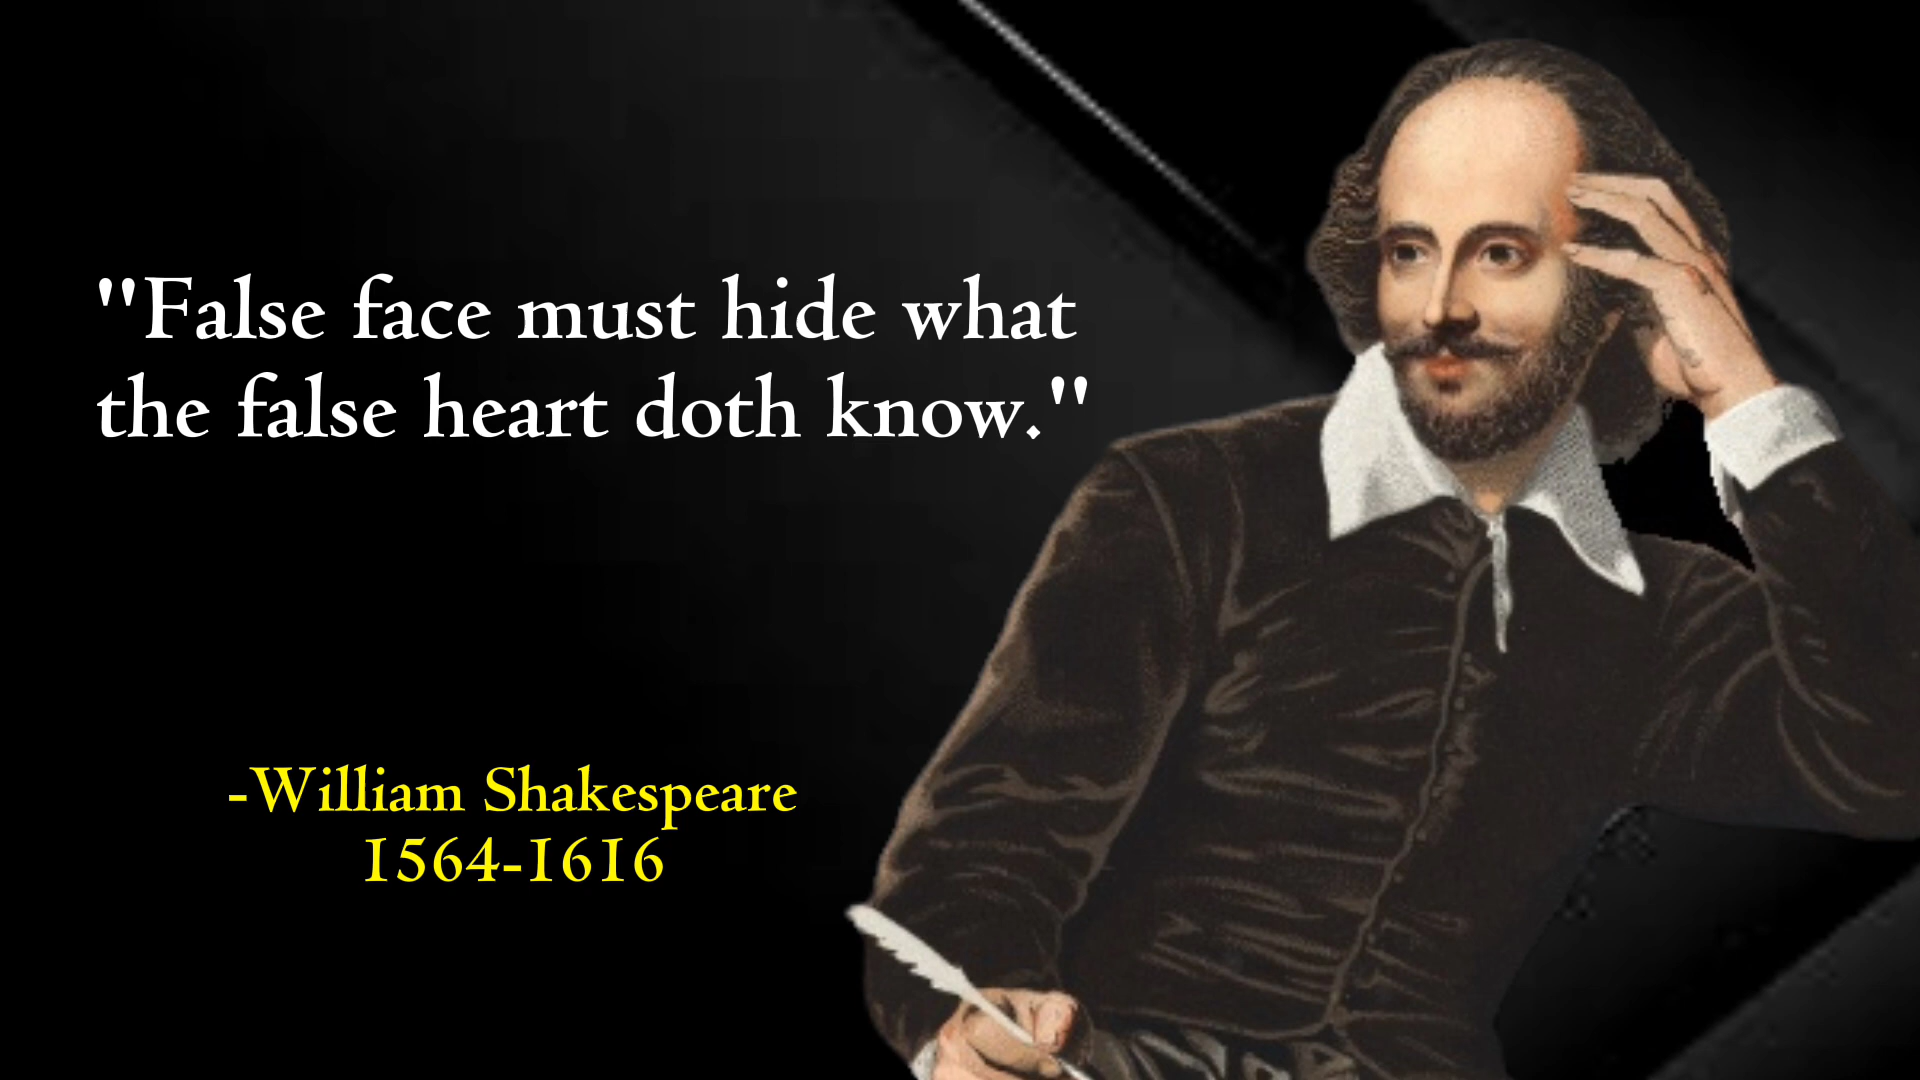 "False face must hide what
the false heart doth know."
-William Shakespeare
1564-1616